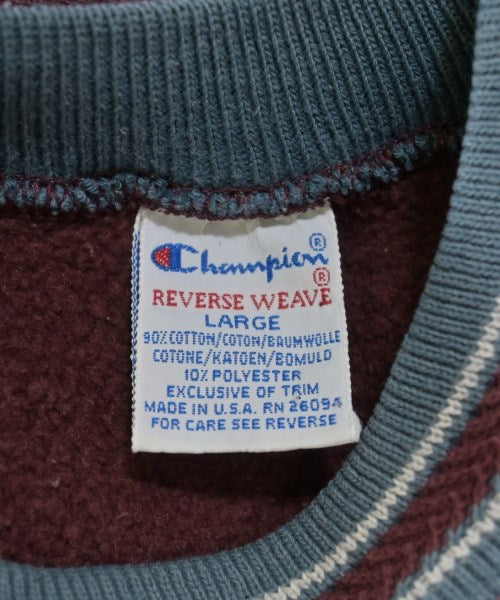 Champion®
REVERSE WEAVE®
LARGE
90% COTTON/COTON/BAUMWOLLE
COTONE/KATOEN/BOMULD
10% POLYESTER
EXCLUSIVE OF TRIM
MADE IN U.S.A. RN 26094
FOR CARE SEE REVERSE